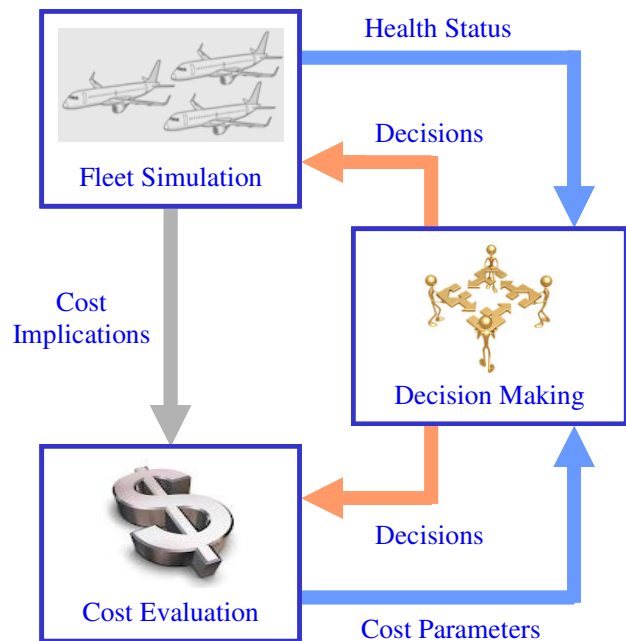 Health Status
Decisions
Fleet Simulation
Cost
Implications
Decision Making
Decisions
Cost Evaluation
Cost Parameters